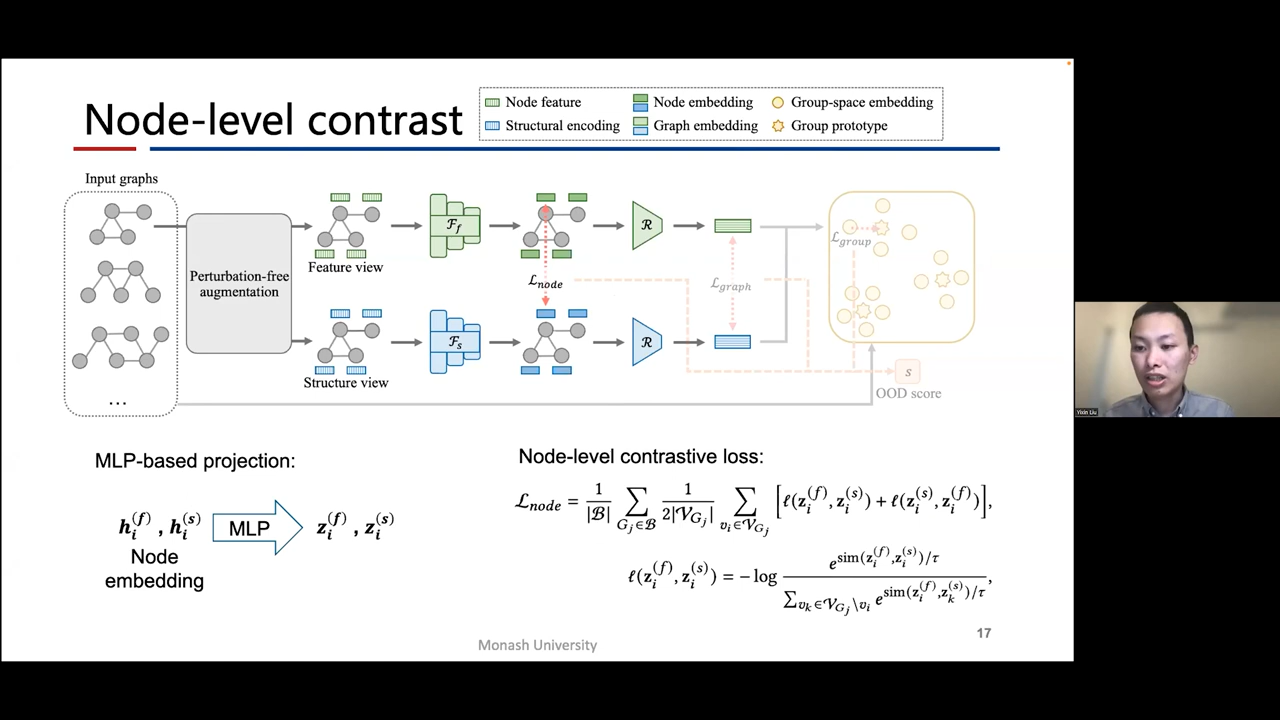 Node-level contrast
Node feature
Node embedding
Group-space embedding
Structural encoding
Graph embedding
Group prototype
Input graphs
Perturbation-free
augmentation
Feature view
Structure view
ℱ_f
ℱ_s
ℛ
ℛ
ℒ_node
ℒ_graph
ℒ_group
s
OOD score
...
MLP-based projection:
h_i^(f) , h_i^(s) MLP z_i^(f) , z_i^(s)
Node
embedding
Node-level contrastive loss:
ℒ_node = 1/|ℬ| ∑_{G_j∈ℬ} 1/(2|𝒱_{G_j}|) ∑_{v_i∈𝒱_{G_j}} [ℓ(z_i^(f), z_i^(s)) + ℓ(z_i^(s), z_i^(f))],
ℓ(z_i^(f), z_i^(s)) = − log e^{sim(z_i^(f), z_i^(s))/τ} / ∑_{v_k∈𝒱_{G_j}\v_i} e^{sim(z_i^(f), z_k^(s))/τ},
Monash University
17
Yixin Liu